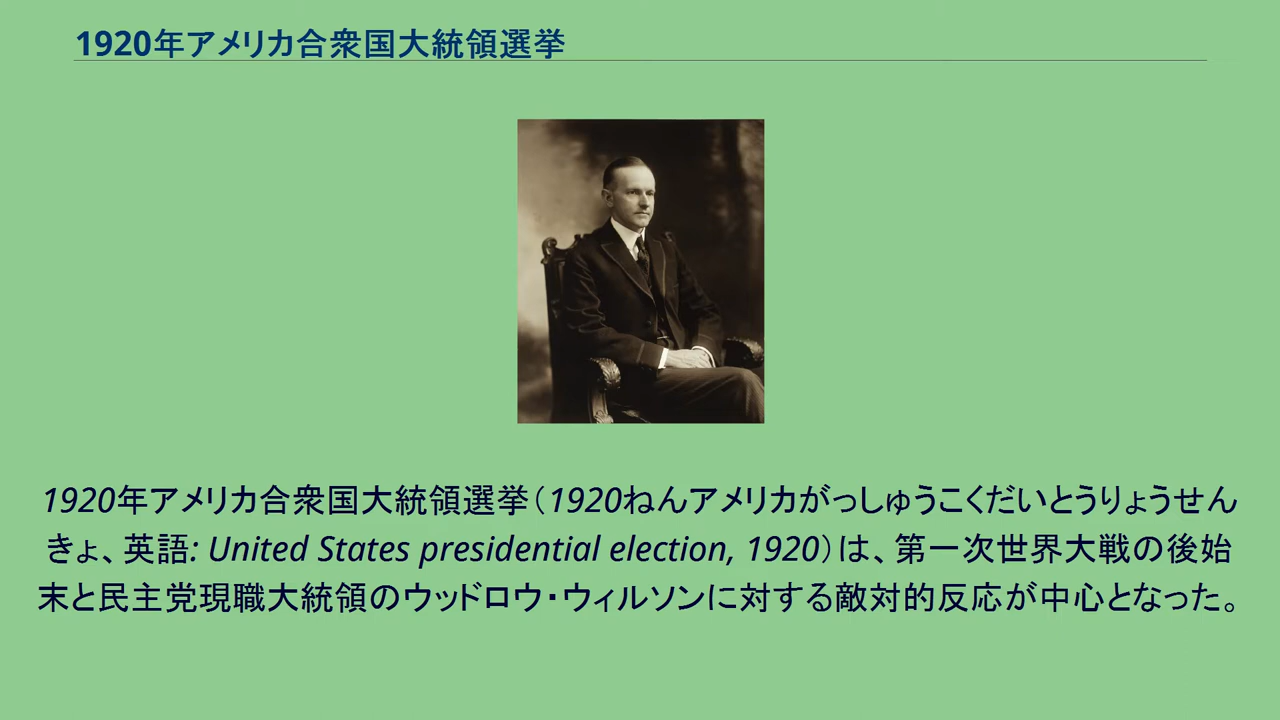 1920年アメリカ合衆国大統領選挙
1920年アメリカ合衆国大統領選挙（1920ねんアメリカがっしゅうこくだいとうりょうせん
きょ、英語: United States presidential election, 1920）は、第一次世界大戦の後始
末と民主党現職大統領のウッドロウ・ウィルソンに対する敵対的反応が中心となった。